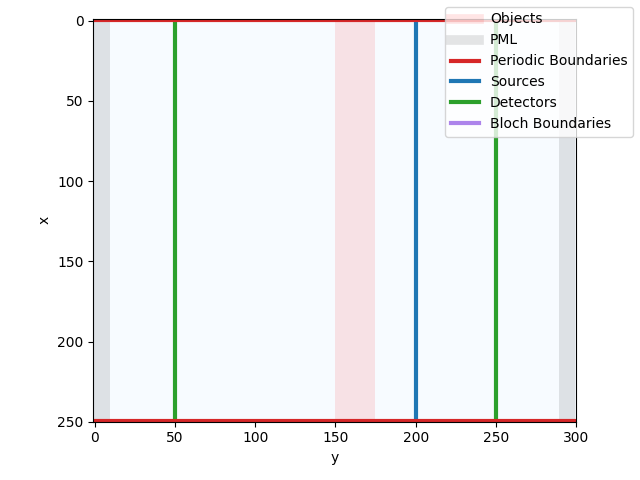 Objects
PML
Periodic Boundaries
Sources
Detectors
Bloch Boundaries
0
50
100
150
200
250
x
0
50
100
150
200
250
300
y